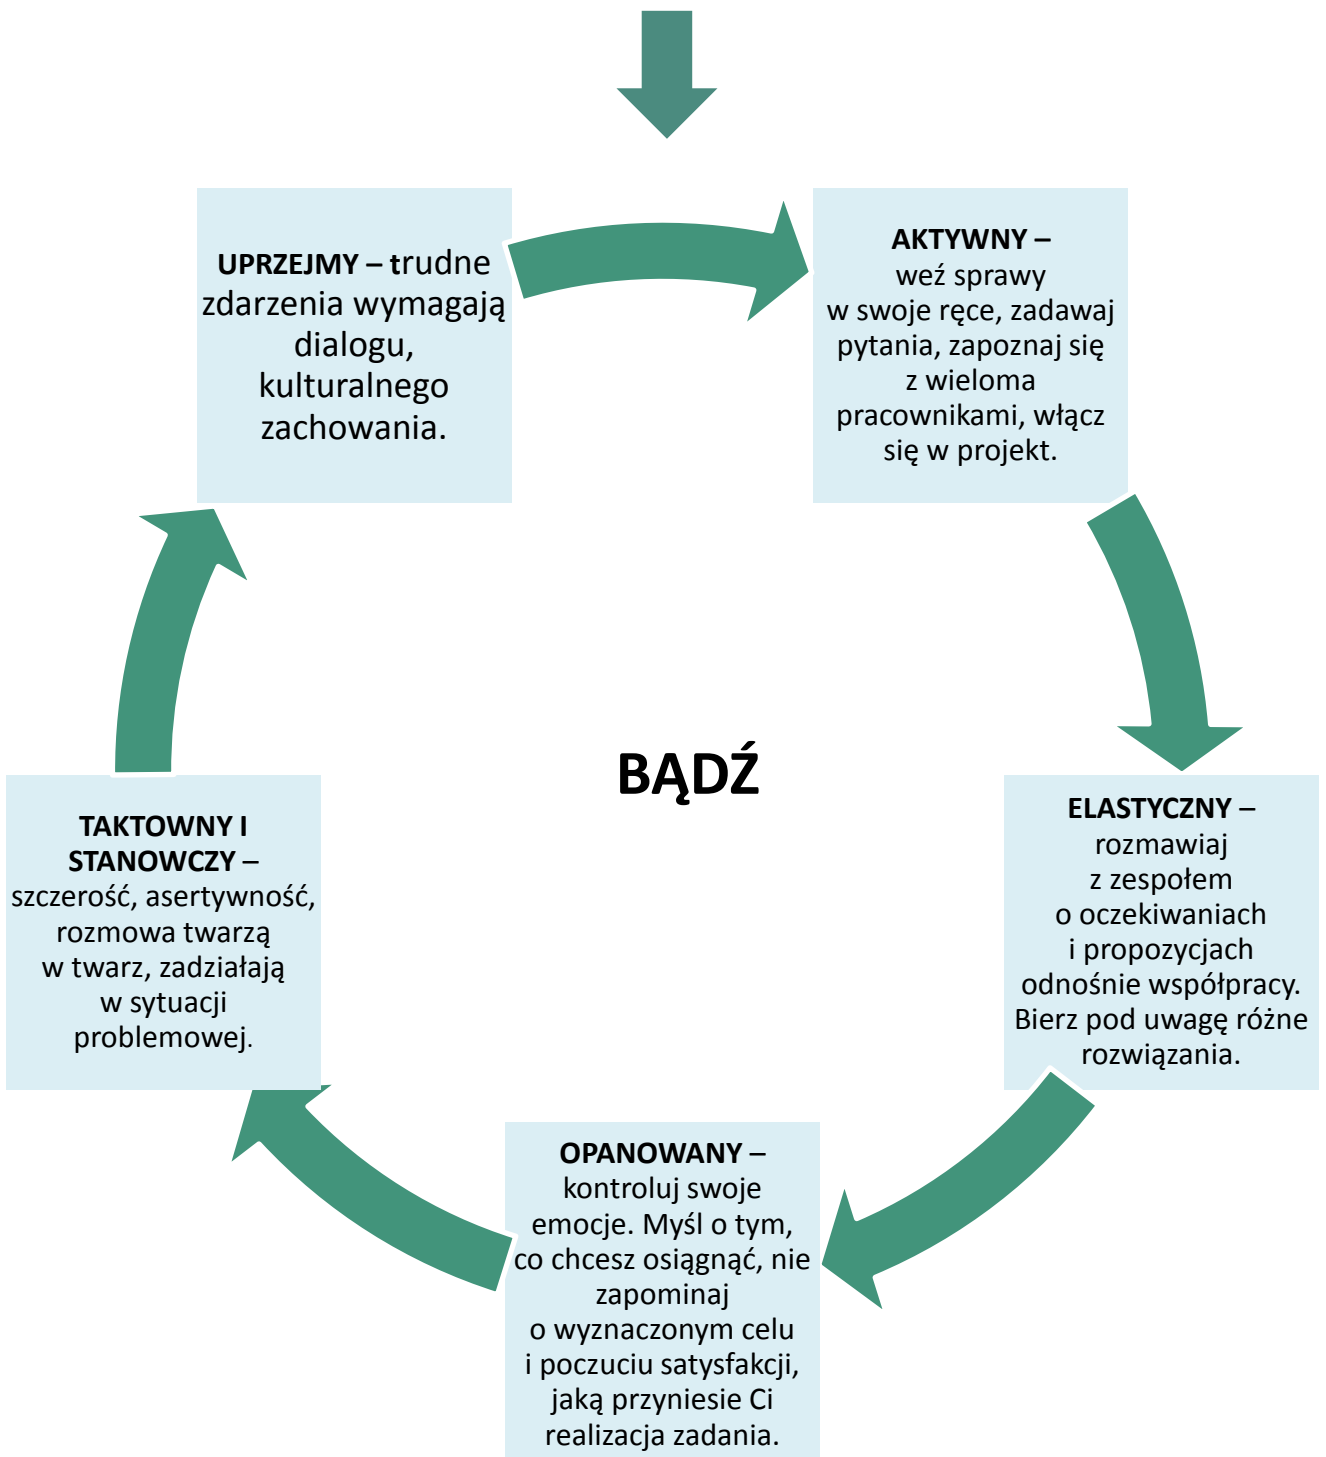 UPRZEJMY – trudne
zdarzenia wymagają
dialogu,
kulturalnego
zachowania.
AKTYWNY –
weź sprawy
w swoje ręce, zadawaj
pytania, zapoznaj się
z wieloma
pracownikami, włącz
się w projekt.
BĄDŹ
TAKTOWNY I
STANOWCZY –
szczerość, asertywność,
rozmowa twarzą
w twarz, zadziałają
w sytuacji
problemowej.
ELASTYCZNY –
rozmawiaj
z zespołem
o oczekiwaniach
i propozycjach
odnośnie współpracy.
Bierz pod uwagę różne
rozwiązania.
OPANOWANY –
kontroluj swoje
emocje. Myśl o tym,
co chcesz osiągnąć, nie
zapominaj
o wyznaczonym celu
i poczuciu satysfakcji,
jaką przyniesie Ci
realizacja zadania.